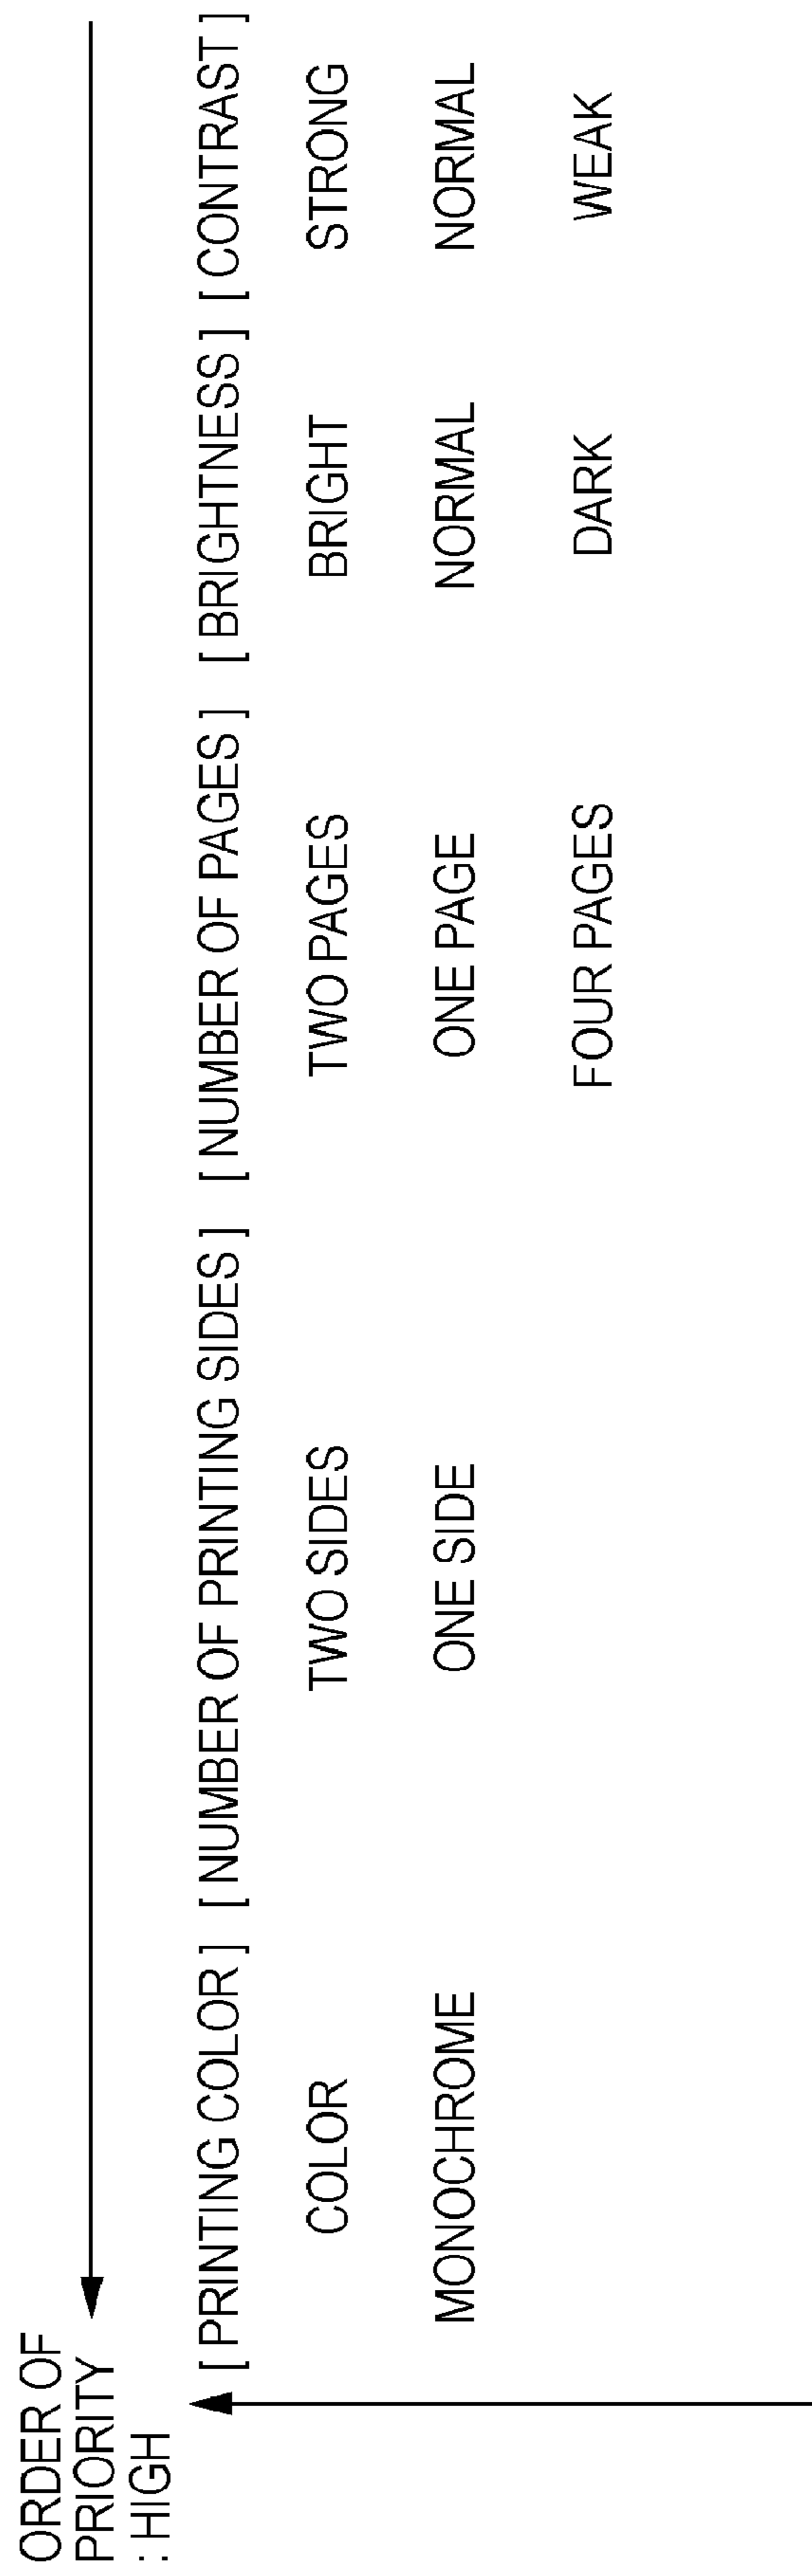 ORDER OF
PRIORITY
: HIGH
[ PRINTING COLOR ] [ NUMBER OF PRINTING SIDES ] [ NUMBER OF PAGES ] [ BRIGHTNESS ] [ CONTRAST ]
COLOR TWO SIDES TWO PAGES BRIGHT STRONG
MONOCHROME ONE SIDE ONE PAGE NORMAL NORMAL
FOUR PAGES DARK WEAK